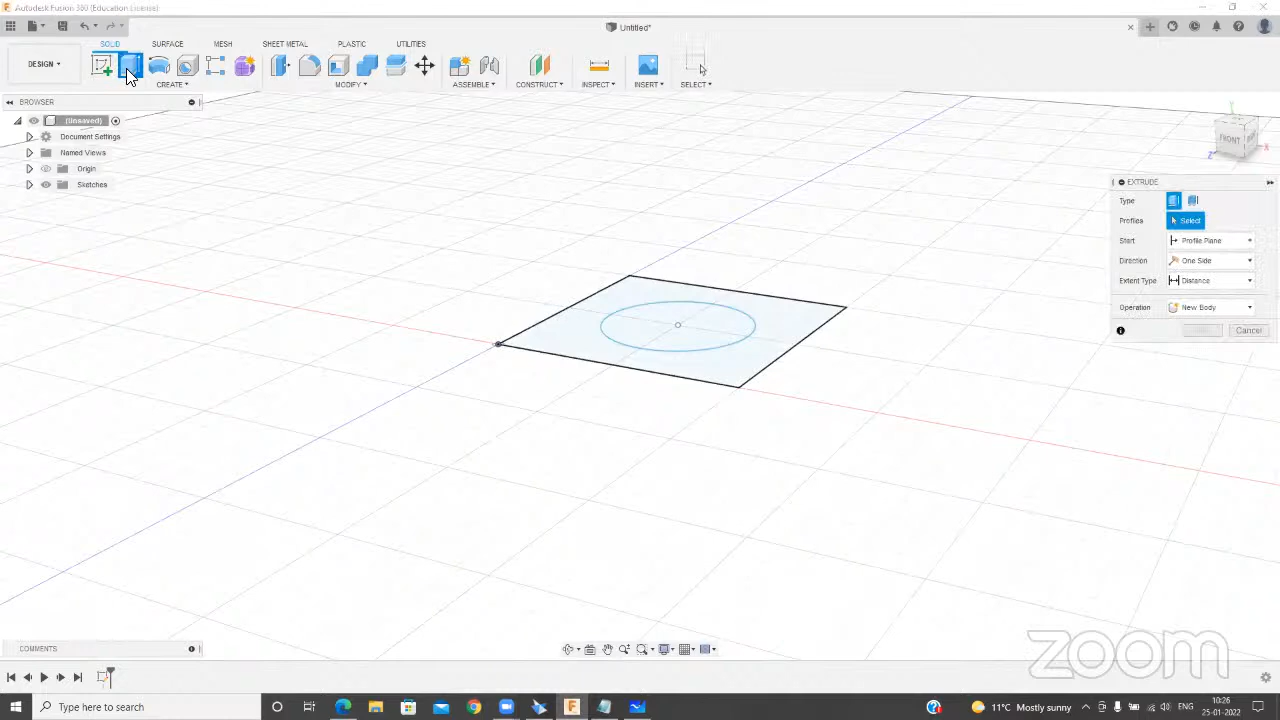 Autodesk Fusion 360 (Education License)
Untitled*
SOLID SURFACE MESH SHEET METAL PLASTIC UTILITIES
DESIGN
CREATE MODIFY ASSEMBLE CONSTRUCT INSPECT INSERT SELECT
BROWSER
(Unsaved)
Document Settings
Named Views
Origin
Sketches
FRONT
Z
X
EXTRUDE
Type
Profiles Select
Start Profile Plane
Direction One Side
Extent Type Distance
Operation New Body
Cancel
COMMENTS
zoom
Type here to search
11°C Mostly sunny
10:26
25-01-2022